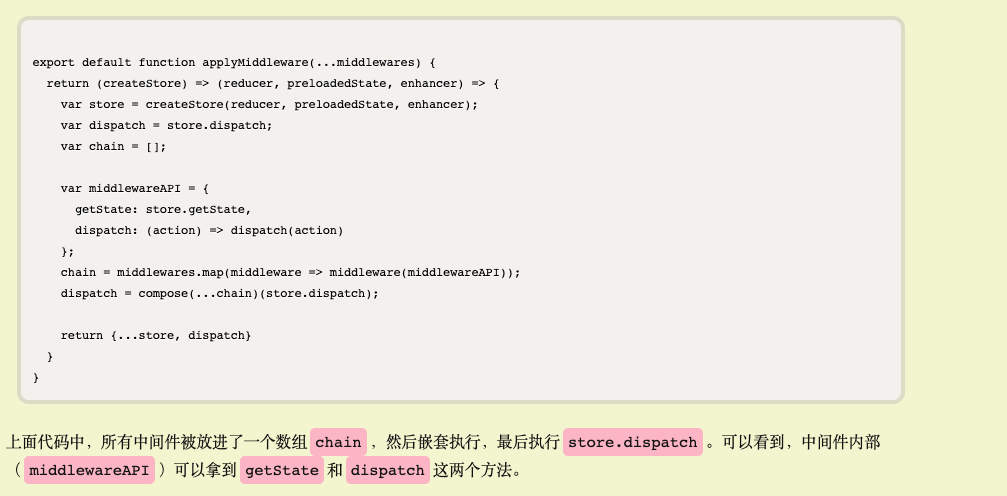 export default function applyMiddleware(...middlewares) {
  return (createStore) => (reducer, preloadedState, enhancer) => {
    var store = createStore(reducer, preloadedState, enhancer);
    var dispatch = store.dispatch;
    var chain = [];

    var middlewareAPI = {
      getState: store.getState,
      dispatch: (action) => dispatch(action)
    };
    chain = middlewares.map(middleware => middleware(middlewareAPI));
    dispatch = compose(...chain)(store.dispatch);

    return {...store, dispatch}
  }
}
上面代码中，所有中间件被放进了一个数组 chain ，然后嵌套执行，最后执行 store.dispatch 。可以看到，中间件内部
（ middlewareAPI ）可以拿到 getState 和 dispatch 这两个方法。